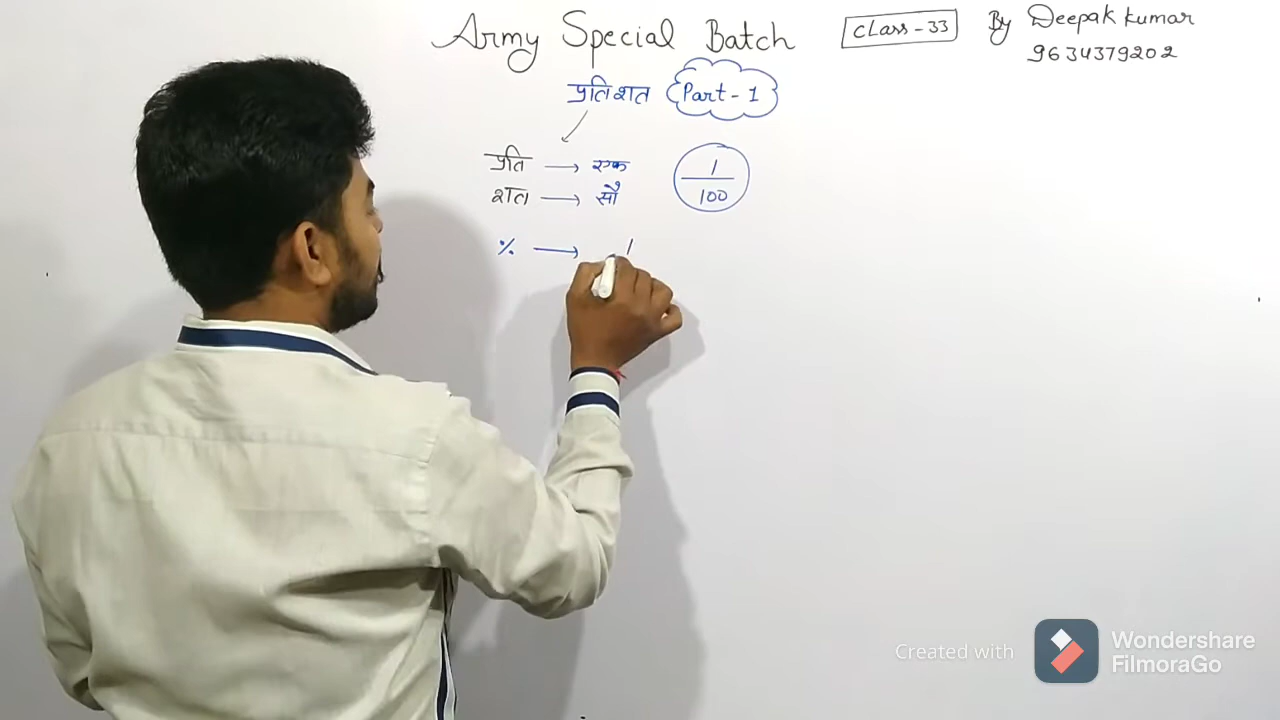 Army Special Batch
Class-33
By Deepak kumar
9634379202
प्रतिशत Part-1
प्रति → एक
शत → सौ
1
100
% → 1
Created with Wondershare FilmoraGo